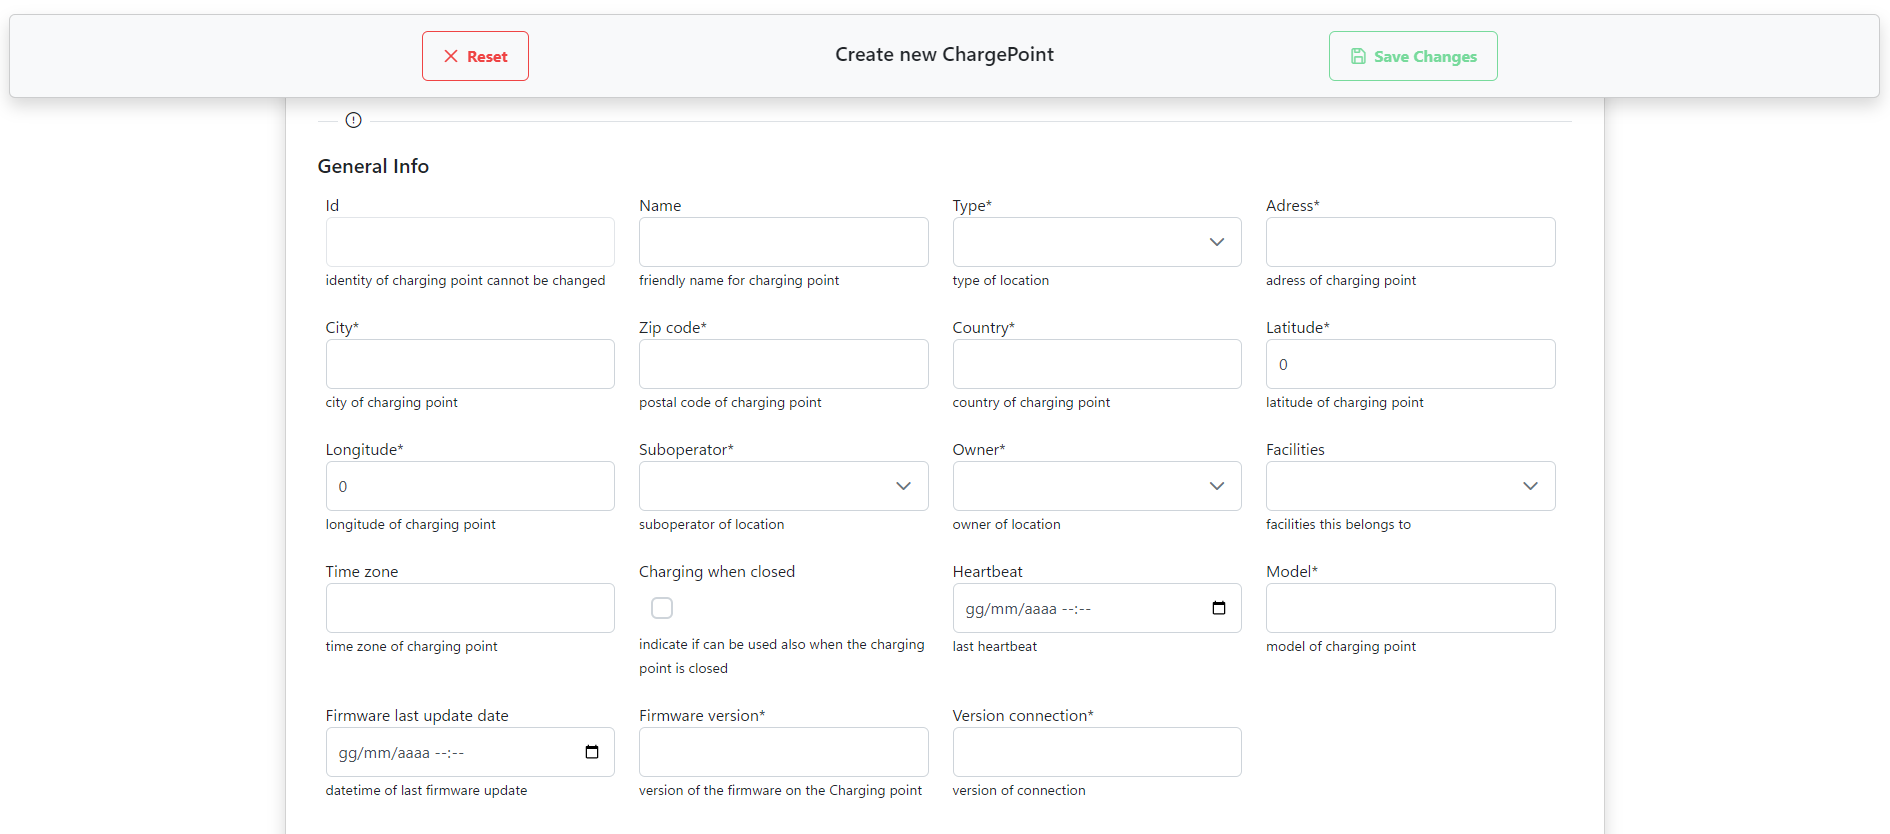 Reset
Create new ChargePoint
Save Changes
General Info
Id
Name
Type*
Adress*
identity of charging point cannot be changed
friendly name for charging point
type of location
adress of charging point
City*
Zip code*
Country*
Latitude*
0
city of charging point
postal code of charging point
country of charging point
latitude of charging point
Longitude*
Suboperator*
Owner*
Facilities
0
longitude of charging point
suboperator of location
owner of location
facilities this belongs to
Time zone
Charging when closed
Heartbeat
Model*
gg/mm/aaaa --:--
time zone of charging point
indicate if can be used also when the charging
point is closed
last heartbeat
model of charging point
Firmware last update date
Firmware version*
Version connection*
gg/mm/aaaa --:--
datetime of last firmware update
version of the firmware on the Charging point
version of connection